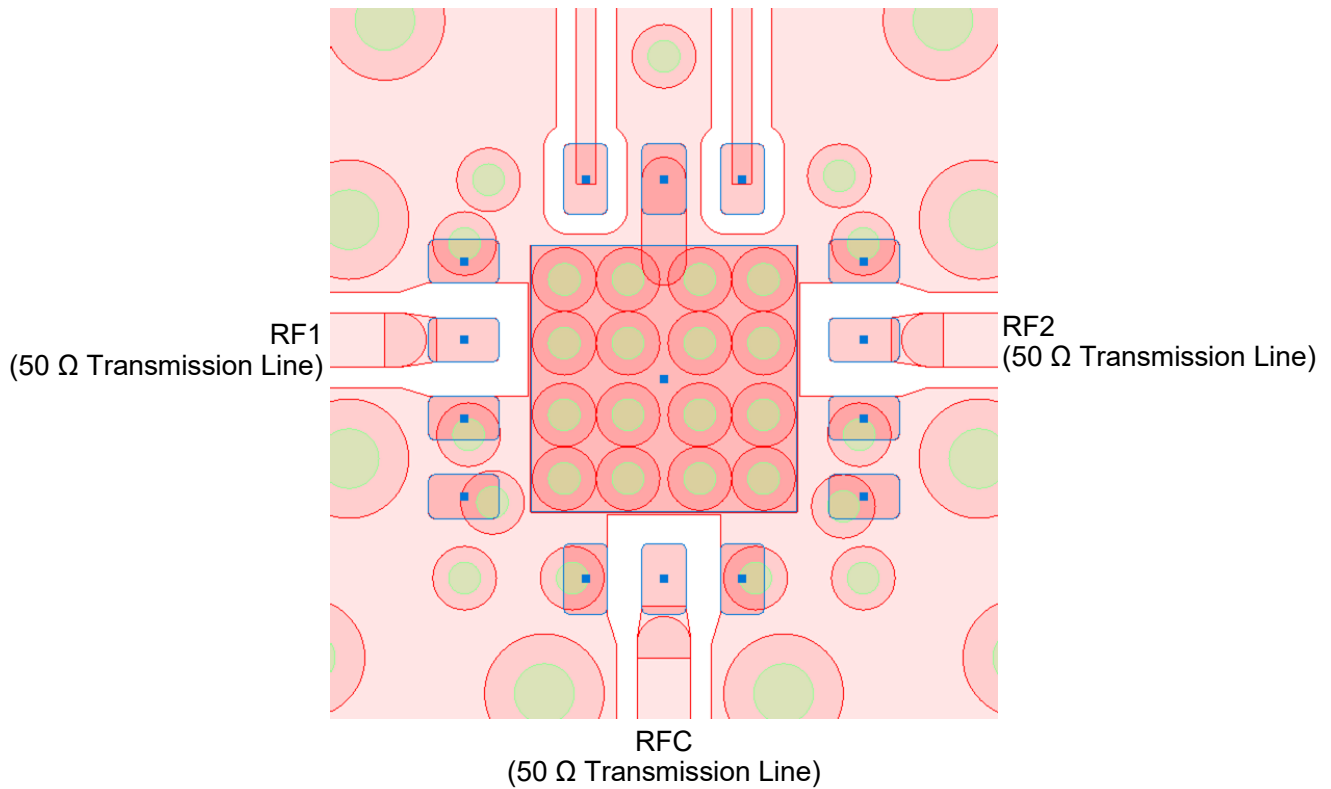 RF1
(50 Ω Transmission Line)
RF2
(50 Ω Transmission Line)
RFC
(50 Ω Transmission Line)